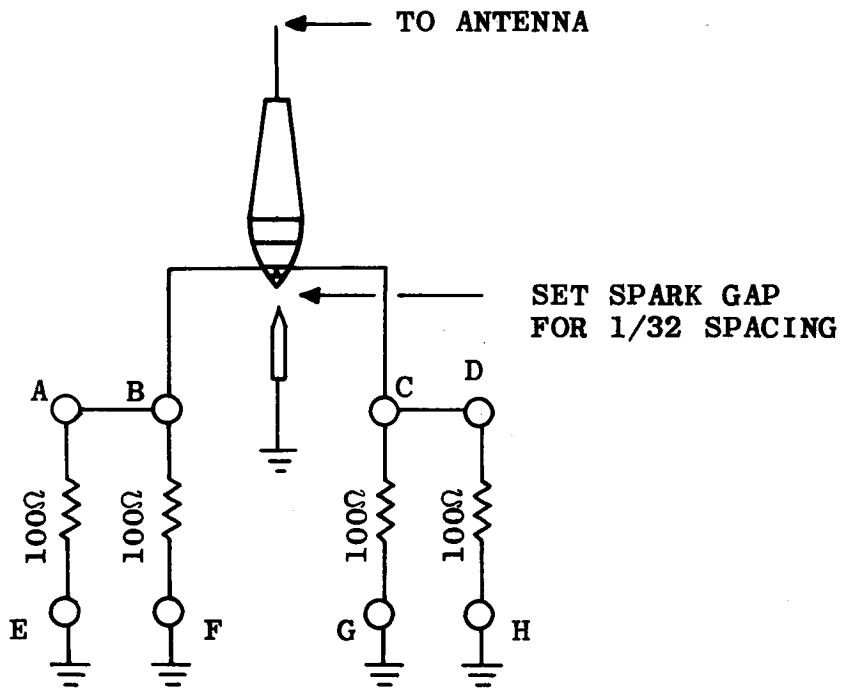 TO ANTENNA
SET SPARK GAP
FOR 1/32 SPACING
A
B
C
D
100Ω
100Ω
100Ω
100Ω
E
F
G
H